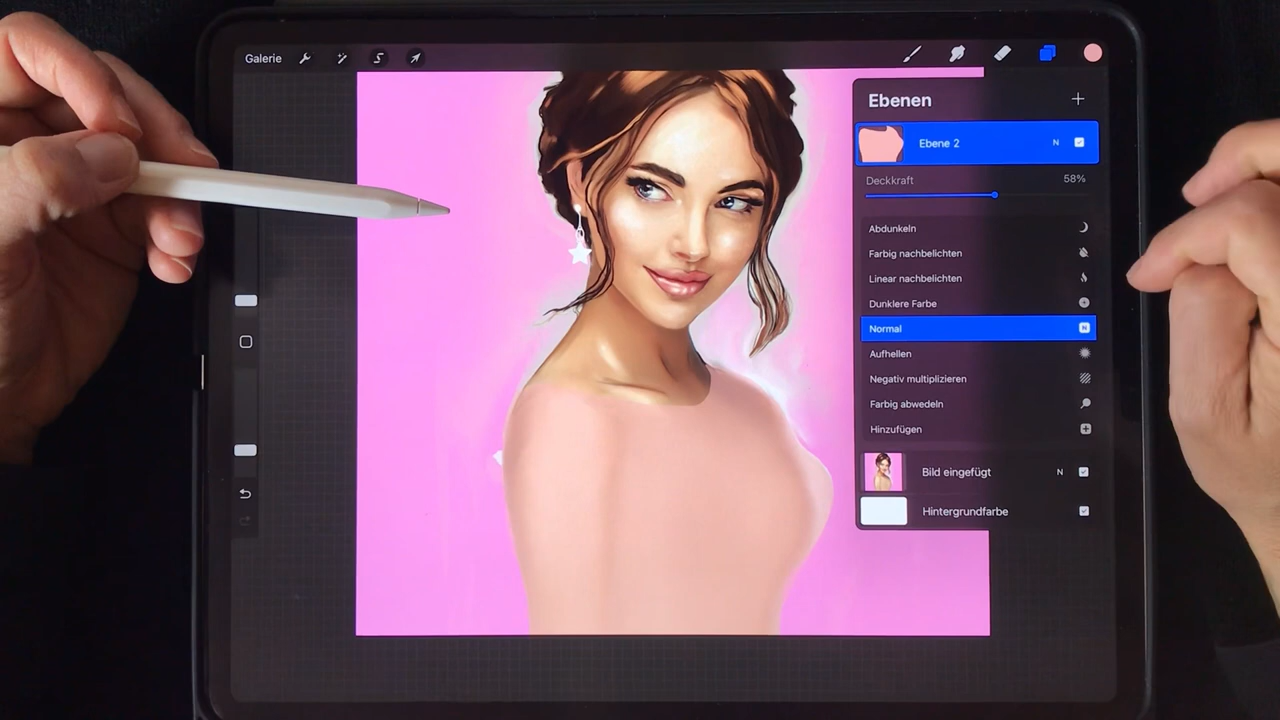 Galerie
Ebenen
Ebene 2 N
Deckkraft 58%
Abdunkeln
Farbig nachbelichten
Linear nachbelichten
Dunklere Farbe
Normal N
Aufhellen
Negativ multiplizieren
Farbig abwedeln
Hinzufügen
Bild eingefügt N
Hintergrundfarbe